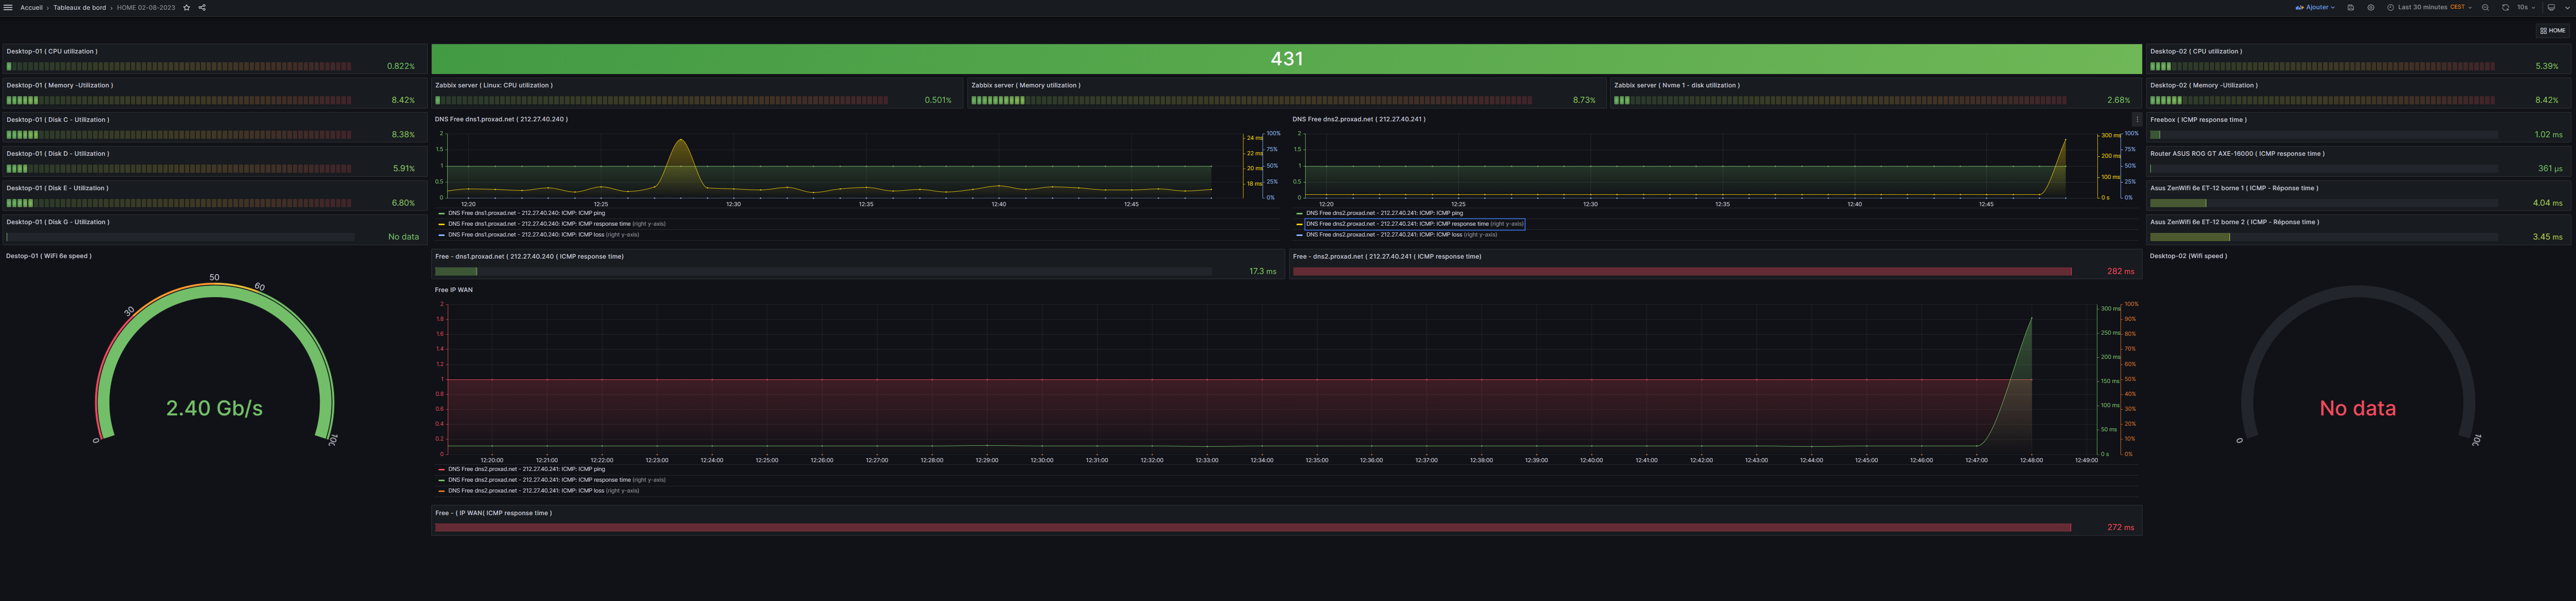 Accueil › Tableaux de bord › HOME 02-08-2023
Ajouter
Last 30 minutes CEST
10s
HOME
Desktop-01 ( CPU utilization )
0.822%
Desktop-01 ( Memory -Utilization )
8.42%
Desktop-01 ( Disk C - Utilization )
8.38%
Desktop-01 ( Disk D - Utilization )
5.91%
Desktop-01 ( Disk E - Utilization )
6.80%
Desktop-01 ( Disk G - Utilization )
No data
Destop-01 ( WiFi 6e speed )
0
30
50
60
100
2.40 Gb/s
431
Zabbix server ( Linux: CPU utilization )
0.501%
Zabbix server ( Memory utilization )
8.73%
Zabbix server ( Nvme 1 - disk utilization )
2.68%
DNS Free dns1.proxad.net ( 212.27.40.240 )
2
1.5
1
0.5
0
24 ms
22 ms
20 ms
18 ms
100%
75%
50%
25%
0%
12:20 12:25 12:30 12:35 12:40 12:45
DNS Free dns1.proxad.net - 212.27.40.240: ICMP: ICMP ping
DNS Free dns1.proxad.net - 212.27.40.240: ICMP: ICMP response time (right y-axis)
DNS Free dns1.proxad.net - 212.27.40.240: ICMP: ICMP loss (right y-axis)
DNS Free dns2.proxad.net ( 212.27.40.241 )
2
1.5
1
0.5
0
300 ms
200 ms
100 ms
0 s
100%
75%
50%
25%
0%
12:20 12:25 12:30 12:35 12:40 12:45
DNS Free dns2.proxad.net - 212.27.40.241: ICMP: ICMP ping
DNS Free dns2.proxad.net - 212.27.40.241: ICMP: ICMP response time (right y-axis)
DNS Free dns2.proxad.net - 212.27.40.241: ICMP: ICMP loss (right y-axis)
Free - dns1.proxad.net ( 212.27.40.240 ( ICMP response time)
17.3 ms
Free - dns2.proxad.net ( 212.27.40.241 ( ICMP response time)
282 ms
Free IP WAN
2
1.8
1.6
1.4
1.2
1
0.8
0.6
0.4
0.2
0
300 ms
250 ms
200 ms
150 ms
100 ms
50 ms
0 s
100%
90%
80%
70%
60%
50%
40%
30%
20%
10%
0%
12:20:00 12:21:00 12:22:00 12:23:00 12:24:00 12:25:00 12:26:00 12:27:00 12:28:00 12:29:00 12:30:00 12:31:00 12:32:00 12:33:00 12:34:00 12:35:00 12:36:00 12:37:00 12:38:00 12:39:00 12:40:00 12:41:00 12:42:00 12:43:00 12:44:00 12:45:00 12:46:00 12:47:00 12:48:00 12:49:00
DNS Free dns2.proxad.net - 212.27.40.241: ICMP: ICMP ping
DNS Free dns2.proxad.net - 212.27.40.241: ICMP: ICMP response time (right y-axis)
DNS Free dns2.proxad.net - 212.27.40.241: ICMP: ICMP loss (right y-axis)
Free - ( IP WAN( ICMP response time )
272 ms
Desktop-02 ( CPU utilization )
5.39%
Desktop-02 ( Memory -Utilization )
8.42%
Freebox ( ICMP response time )
1.02 ms
Router ASUS ROG GT AXE-16000 ( ICMP response time )
361 µs
Asus ZenWifi 6e ET-12 borne 1 ( ICMP - Réponse time )
4.04 ms
Asus ZenWifi 6e ET-12 borne 2 ( ICMP - Réponse time )
3.45 ms
Desktop-02 (Wifi speed )
0
100
No data